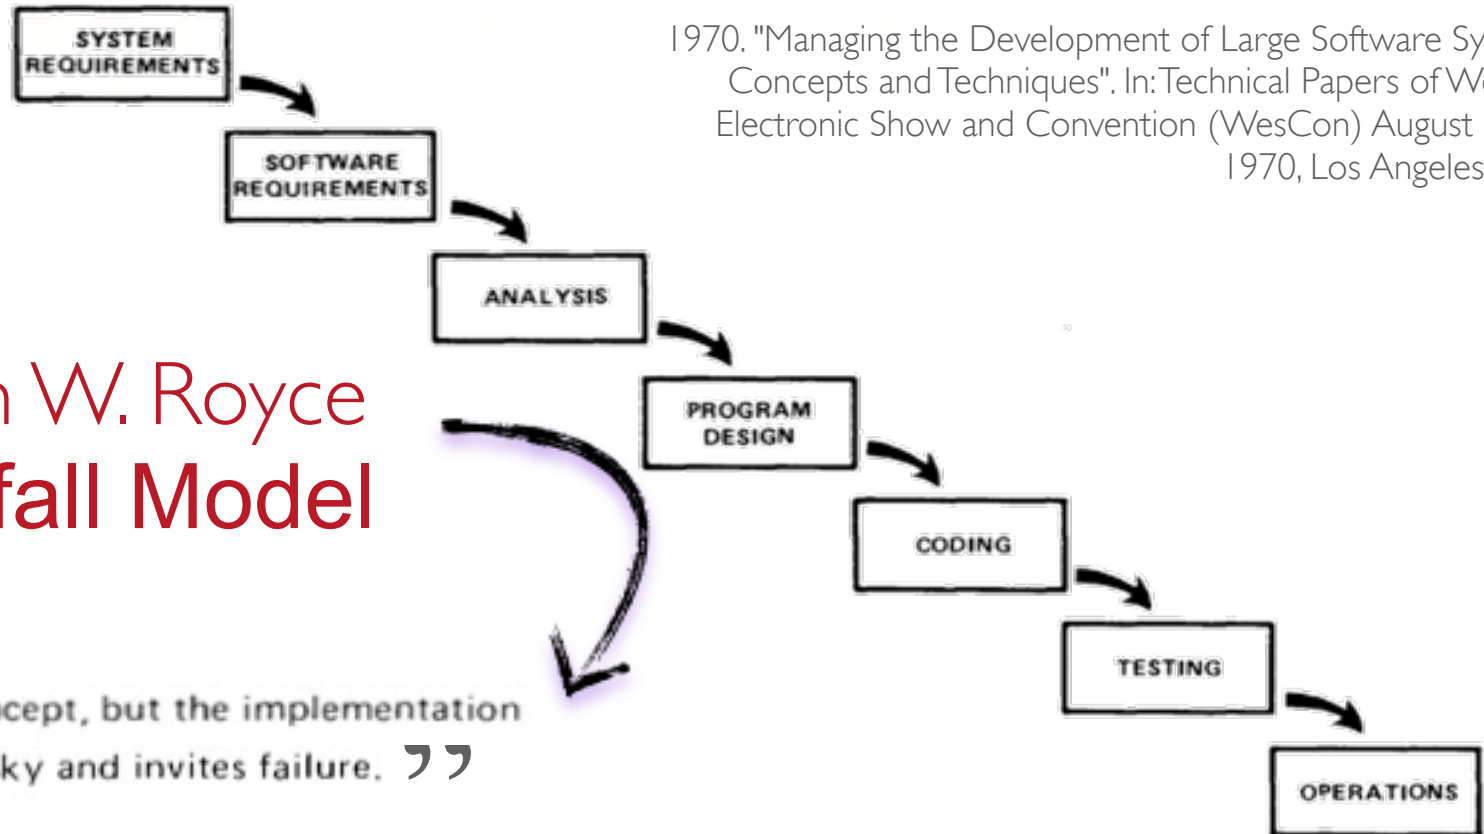 SYSTEM
REQUIREMENTS
1970. "Managing the Development of Large Software Sy
Concepts and Techniques". In: Technical Papers of We
Electronic Show and Convention (WesCon) August
1970, Los Angeles
SOFTWARE
REQUIREMENTS
ANALYSIS
n W. Royce
fall Model
PROGRAM
DESIGN
CODING
TESTING
cept, but the implementation
ky and invites failure. ”
OPERATIONS